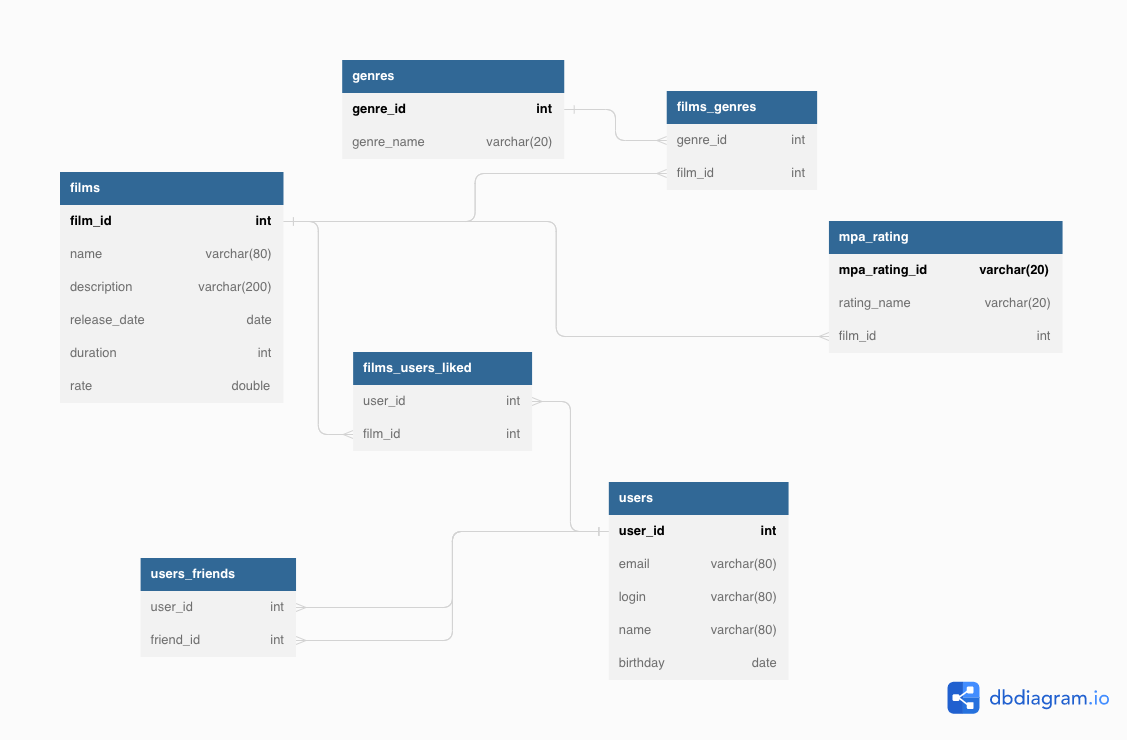 genres
genre_id int
genre_name varchar(20)
films_genres
genre_id int
film_id int
films
film_id int
name varchar(80)
description varchar(200)
release_date date
duration int
rate double
mpa_rating
mpa_rating_id varchar(20)
rating_name varchar(20)
film_id int
films_users_liked
user_id int
film_id int
users
user_id int
email varchar(80)
login varchar(80)
name varchar(80)
birthday date
users_friends
user_id int
friend_id int
dbdiagram.io